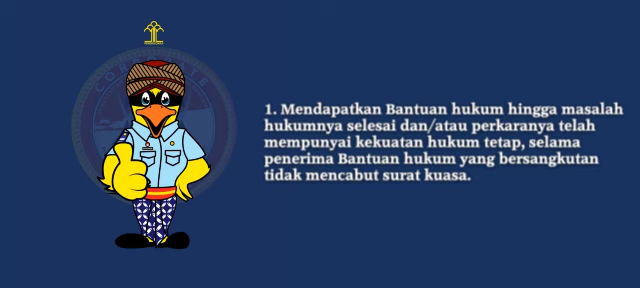 CORPORATE
1. Mendapatkan Bantuan hukum hingga masalah
hukumnya selesai dan/atau perkaranya telah
mempunyai kekuatan hukum tetap, selama
penerima Bantuan hukum yang bersangkutan
tidak mencabut surat kuasa.